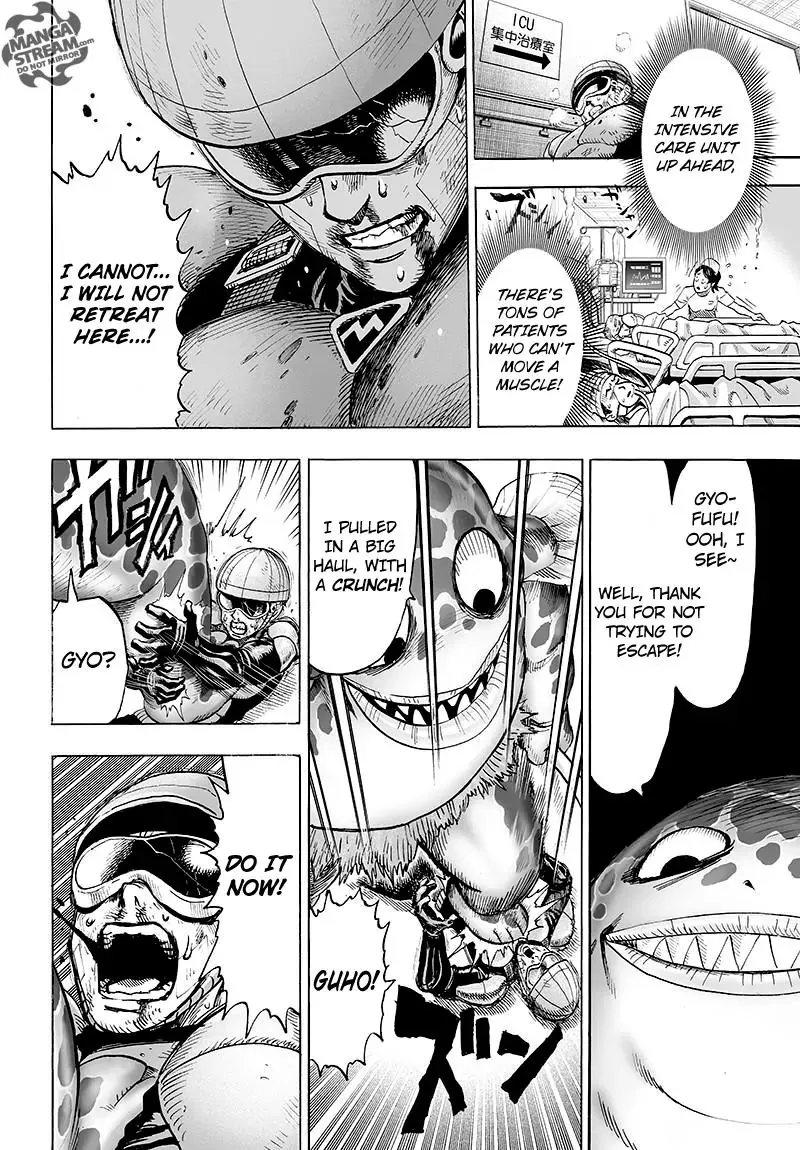 MANGA
STREAM.COM
DO NOT MIRROR
ICU
集中治療室
IN THE
INTENSIVE
CARE UNIT
UP AHEAD,
THERE'S
TONS OF
PATIENTS
WHO CAN'T
MOVE A
MUSCLE!
I CANNOT...
I WILL NOT
RETREAT
HERE...!
GYO-
FUFU!
OOH, I
SEE~
WELL, THANK
YOU FOR NOT
TRYING TO
ESCAPE!
I PULLED
IN A BIG
HAUL, WITH
A CRUNCH!
GUHO!
ズン
GYO?
DO IT
NOW!